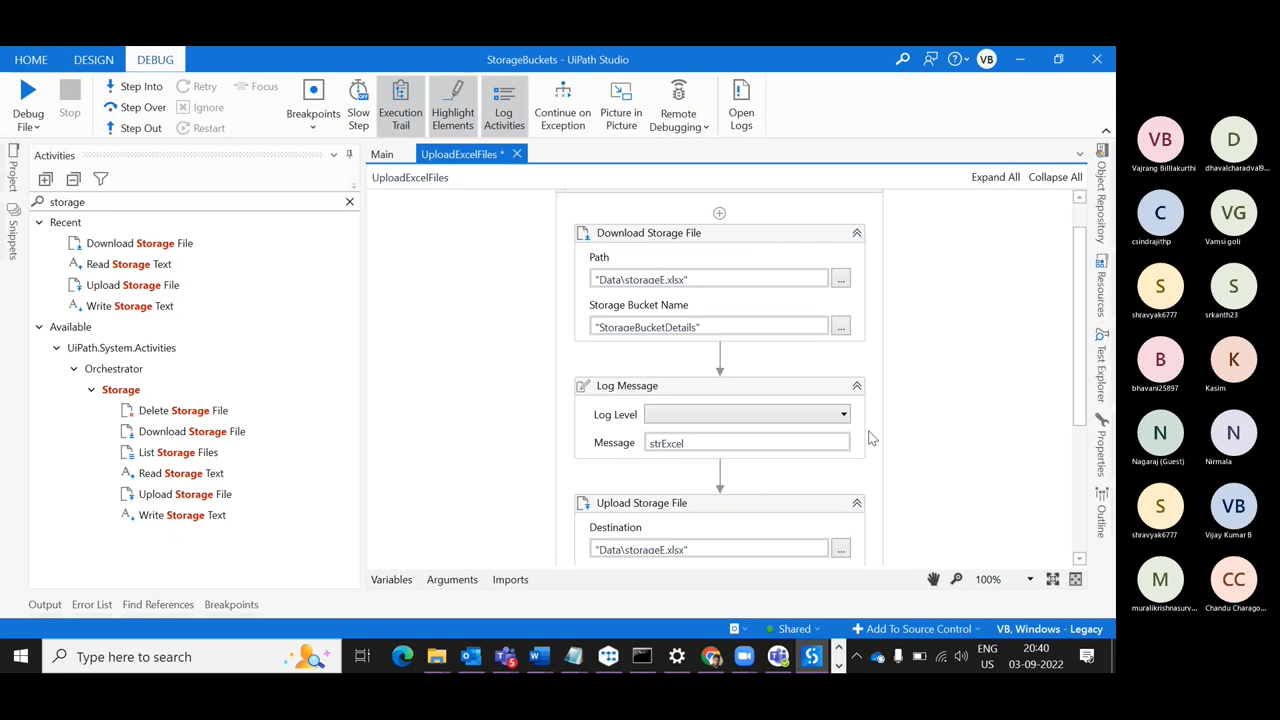 HOME DESIGN DEBUG StorageBuckets - UiPath Studio VB
Debug File Stop Step Into Step Over Step Out Retry Ignore Restart Focus Breakpoints Slow Step Execution Trail Highlight Elements Log Activities Continue on Exception Picture in Picture Remote Debugging Open Logs
Project
Snippets
Activities
storage
Recent
Download Storage File
Read Storage Text
Upload Storage File
Write Storage Text
Available
UiPath.System.Activities
Orchestrator
Storage
Delete Storage File
Download Storage File
List Storage Files
Read Storage Text
Upload Storage File
Write Storage Text
Main UploadExcelFiles *
UploadExcelFiles Expand All Collapse All
Download Storage File
Path
"Data\storageE.xlsx" ...
Storage Bucket Name
"StorageBucketDetails" ...
Log Message
Log Level
Message strExcel
Upload Storage File
Destination
"Data\storageE.xlsx" ...
Variables Arguments Imports 100%
Object Repository
Resources
Test Explorer
Properties
Outline
Output Error List Find References Breakpoints
Shared Add To Source Control VB, Windows - Legacy
Type here to search
ENG
US
20:40
03-09-2022
VB D
Vajrang Billlakurthi dhavalcharadva19...
C VG
csindrajithp Vamsi goli
S S
shravyak6777 srkanth23
B K
bhavani25897 Kasim
N N
Nagaraj (Guest) Nirmala
S VB
shravyak6777 Vijay Kumar B
M CC
muralikrishnasurv... Chandu Charago...